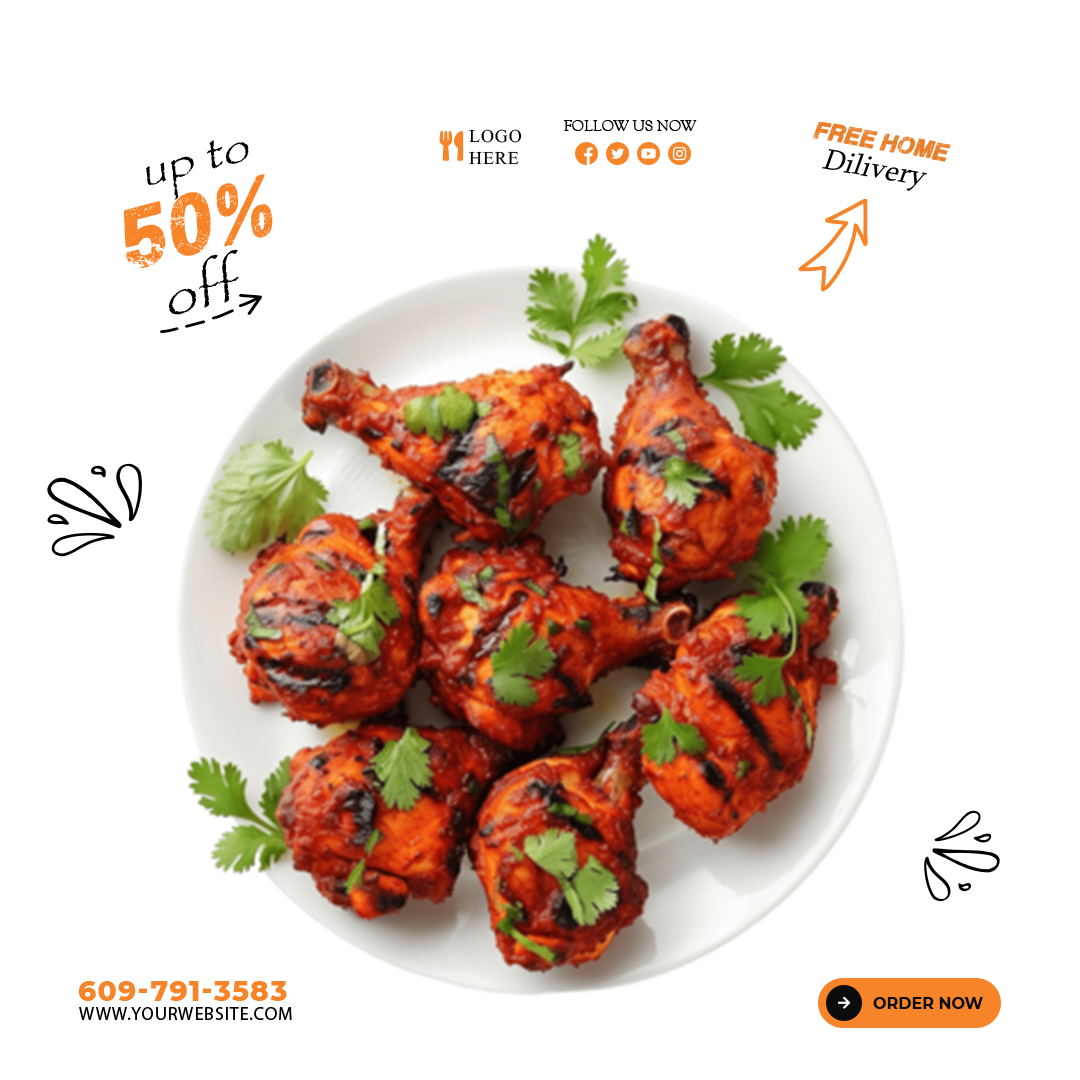 up to
50%
off
LOGO
HERE
FOLLOW US NOW
FREE HOME
Dilivery
609-791-3583
WWW.YOURWEBSITE.COM
ORDER NOW